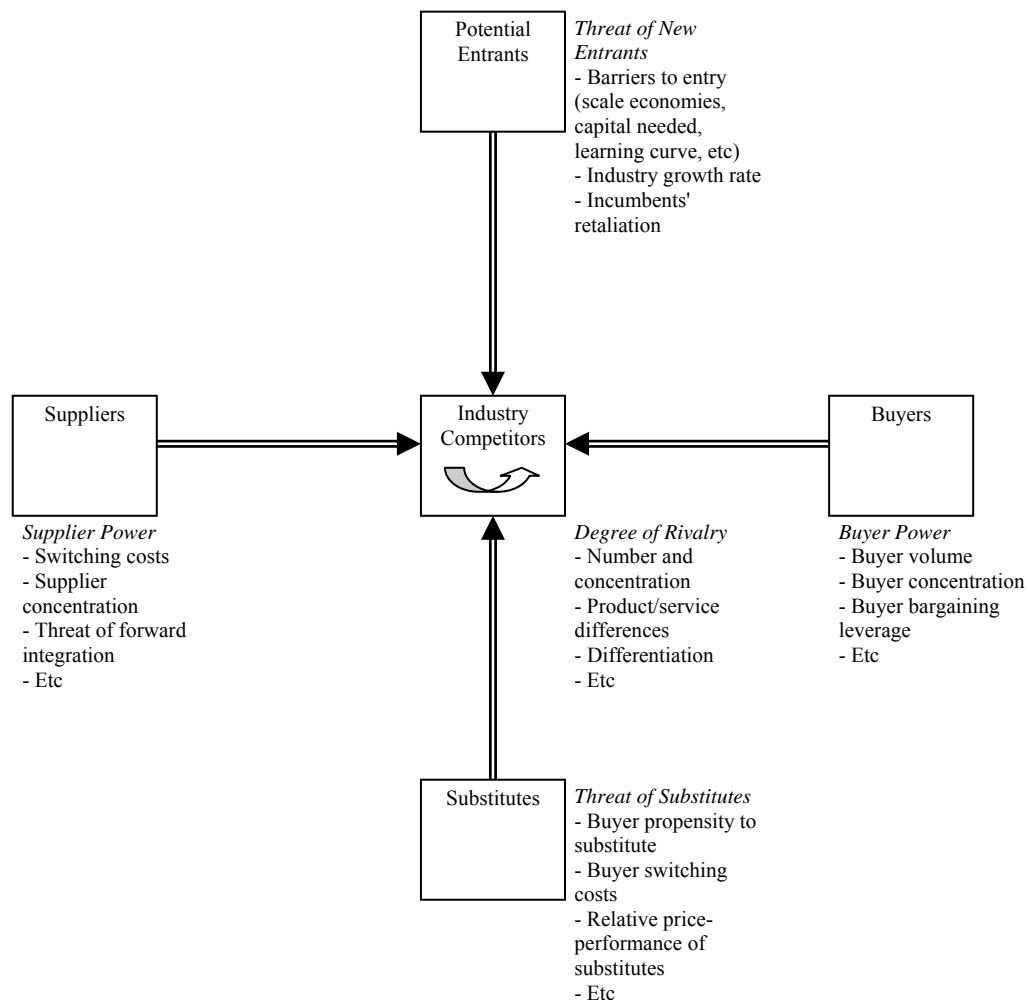 Potential
Entrants
Threat of New
Entrants
- Barriers to entry
(scale economies,
capital needed,
learning curve, etc)
- Industry growth rate
- Incumbents'
retaliation
Suppliers
Industry
Competitors
Buyers
Supplier Power
- Switching costs
- Supplier
concentration
- Threat of forward
integration
- Etc
Degree of Rivalry
- Number and
concentration
- Product/service
differences
- Differentiation
- Etc
Buyer Power
- Buyer volume
- Buyer concentration
- Buyer bargaining
leverage
- Etc
Substitutes
Threat of Substitutes
- Buyer propensity to
substitute
- Buyer switching
costs
- Relative price-
performance of
substitutes
- Etc